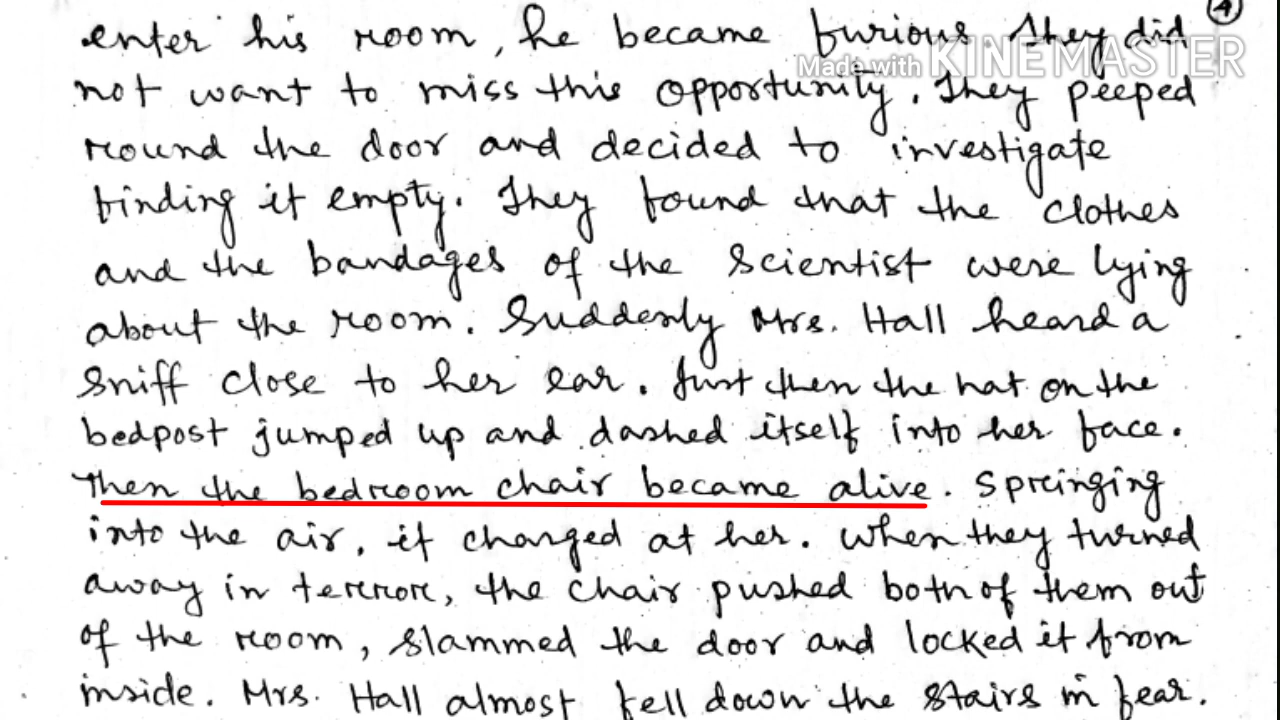 4
enter his room, he became furious. They did
Made with KINEMASTER
not want to miss this opportunity. They peeped
round the door and decided to investigate
finding it empty. They found that the clothes
and the bandages of the scientist were lying
about the room. Suddenly Mrs. Hall heard a
sniff close to her ear. Just then the hat on the
bedpost jumped up and dashed itself into her face.
Then the bedroom chair became alive. Springing
into the air, it charged at her. When they turned
away in terror, the chair pushed both of them out
of the room, slammed the door and locked it from
inside. Mrs. Hall almost fell down the stairs in fear.